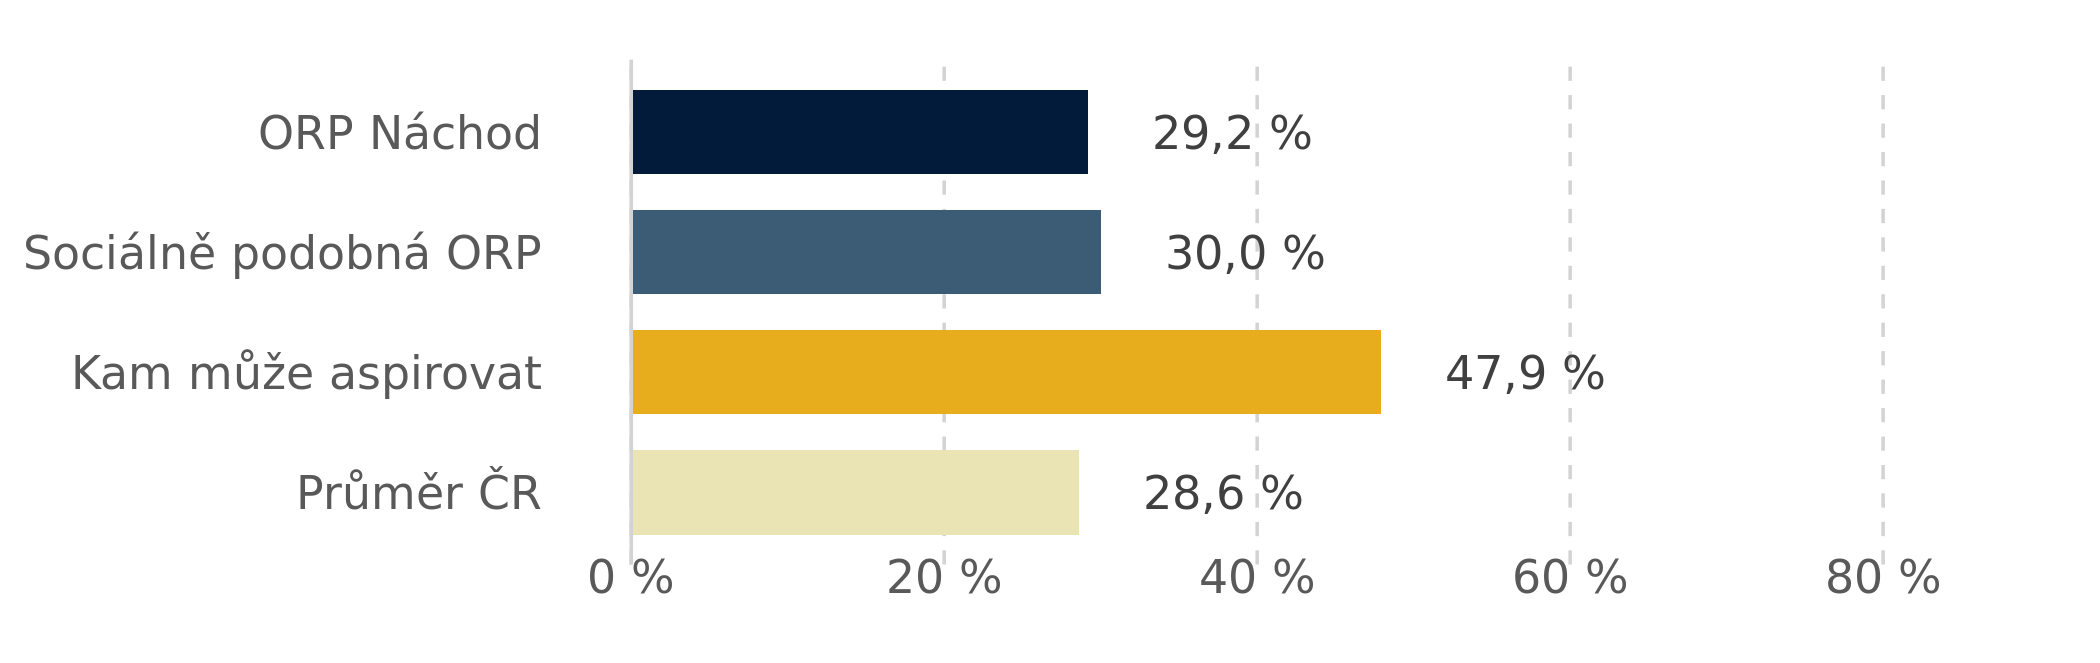 ORP Náchod
29,2 %
Sociálně podobná ORP
30,0 %
Kam může aspirovat
47,9 %
Průměr ČR
28,6 %
0 %
20 %
40 %
60 %
80 %